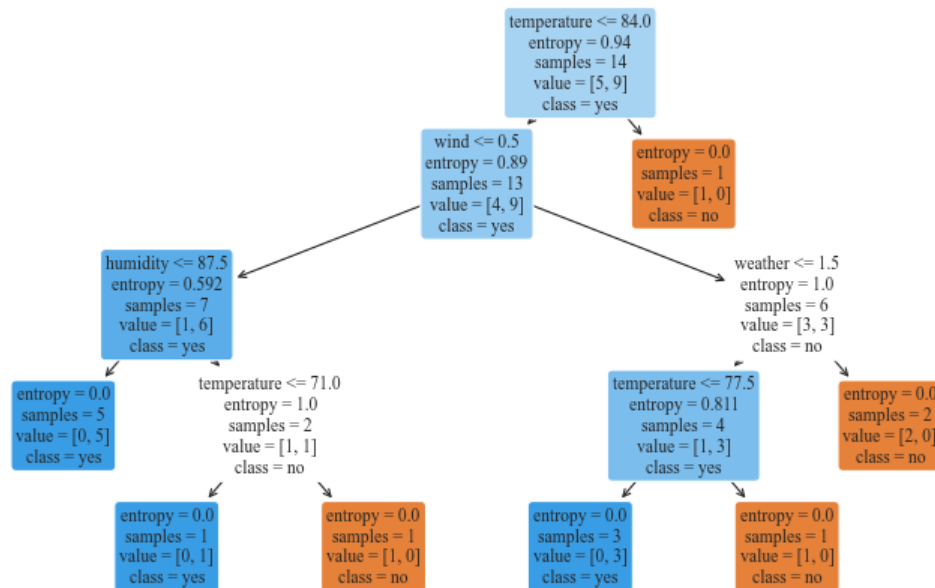 temperature <= 84.0
entropy = 0.94
samples = 14
value = [5, 9]
class = yes
wind <= 0.5
entropy = 0.89
samples = 13
value = [4, 9]
class = yes
entropy = 0.0
samples = 1
value = [1, 0]
class = no
humidity <= 87.5
entropy = 0.592
samples = 7
value = [1, 6]
class = yes
weather <= 1.5
entropy = 1.0
samples = 6
value = [3, 3]
class = no
entropy = 0.0
samples = 5
value = [0, 5]
class = yes
temperature <= 71.0
entropy = 1.0
samples = 2
value = [1, 1]
class = no
temperature <= 77.5
entropy = 0.811
samples = 4
value = [1, 3]
class = yes
entropy = 0.0
samples = 2
value = [2, 0]
class = no
entropy = 0.0
samples = 1
value = [0, 1]
class = yes
entropy = 0.0
samples = 1
value = [1, 0]
class = no
entropy = 0.0
samples = 3
value = [0, 3]
class = yes
entropy = 0.0
samples = 1
value = [1, 0]
class = no